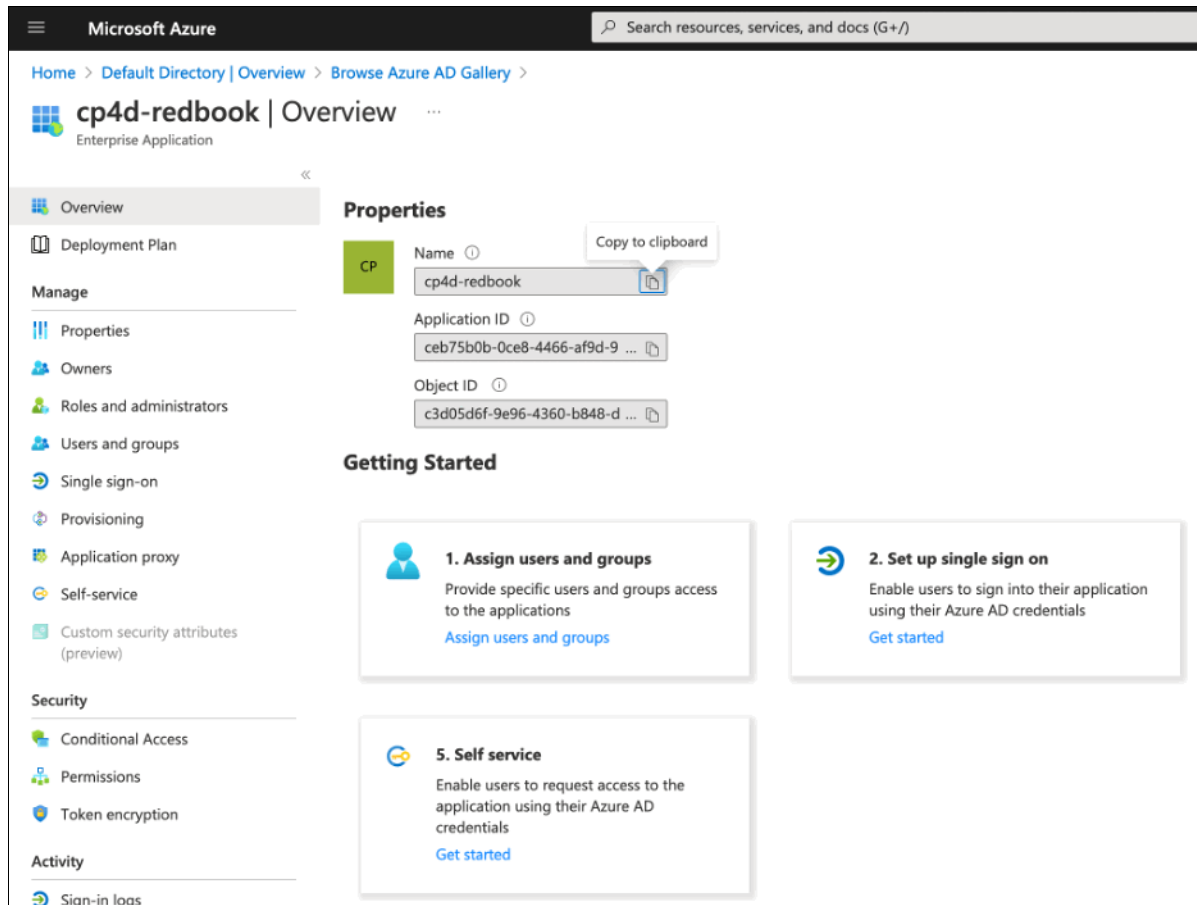 Microsoft Azure
Search resources, services, and docs (G+/)
Home > Default Directory | Overview > Browse Azure AD Gallery >
cp4d-redbook | Overview ...
Enterprise Application
«
Overview
Deployment Plan
Manage
Properties
Owners
Roles and administrators
Users and groups
Single sign-on
Provisioning
Application proxy
Self-service
Custom security attributes
(preview)
Security
Conditional Access
Permissions
Token encryption
Activity
Sign-in logs
Properties
CP
Name
Copy to clipboard
cp4d-redbook
Application ID
ceb75b0b-0ce8-4466-af9d-9 ...
Object ID
c3d05d6f-9e96-4360-b848-d ...
Getting Started
1. Assign users and groups
Provide specific users and groups access
to the applications
Assign users and groups
2. Set up single sign on
Enable users to sign into their application
using their Azure AD credentials
Get started
5. Self service
Enable users to request access to the
application using their Azure AD
credentials
Get started